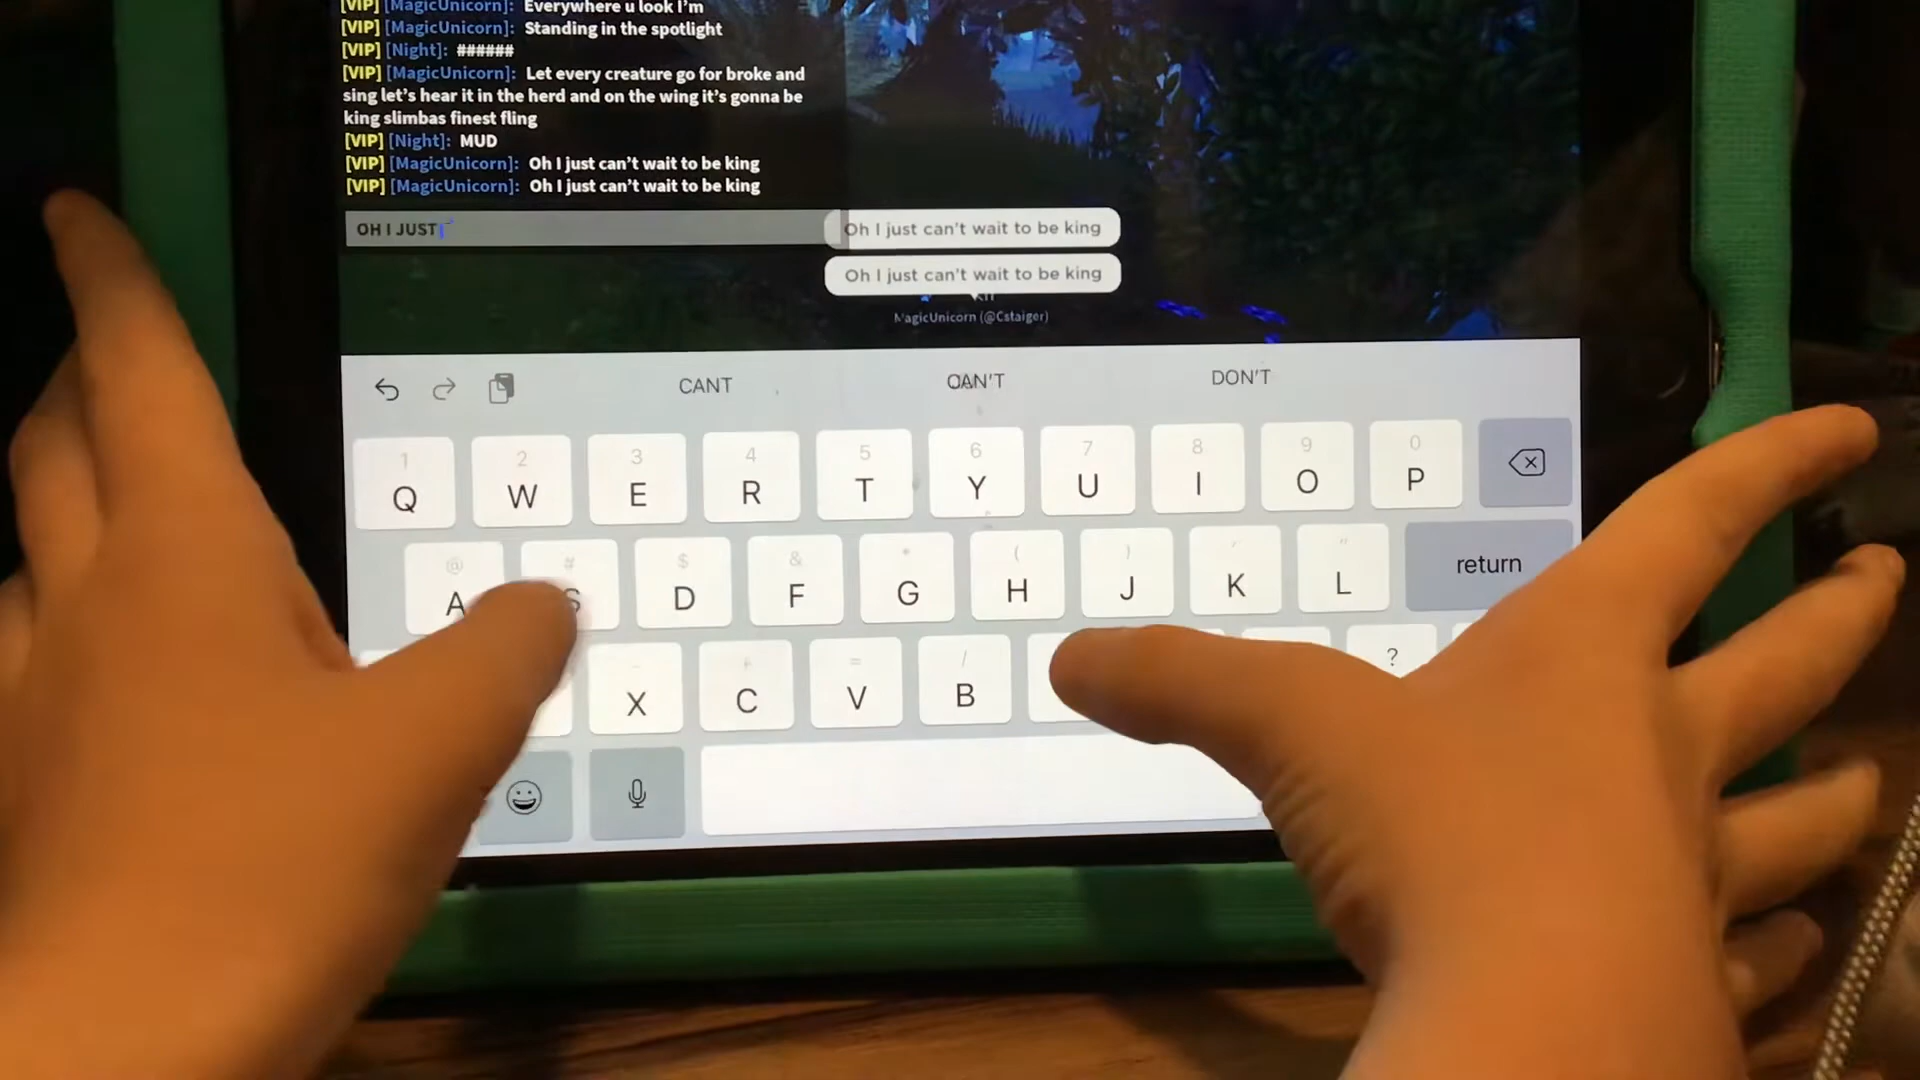 [VIP] [MagicUnicorn]: Everywhere u look I'm
[VIP] [MagicUnicorn]: Standing in the spotlight
[VIP] [Night]: ######
[VIP] [MagicUnicorn]: Let every creature go for broke and
sing let's hear it in the herd and on the wing it's gonna be
king slimbas finest fling
[VIP] [Night]: MUD
[VIP] [MagicUnicorn]: Oh I just can't wait to be king
[VIP] [MagicUnicorn]: Oh I just can't wait to be king
OH I JUST
Oh I just can't wait to be king
Oh I just can't wait to be king
MagicUnicorn (@Cstaiger)
CANT CAN'T DON'T
1 2 3 4 5 6 7 8 9 0
Q W E R T Y U I O P
@ # $ & * ( ) ' "
A S D F G H J K L return
- + = / ?
X C V B